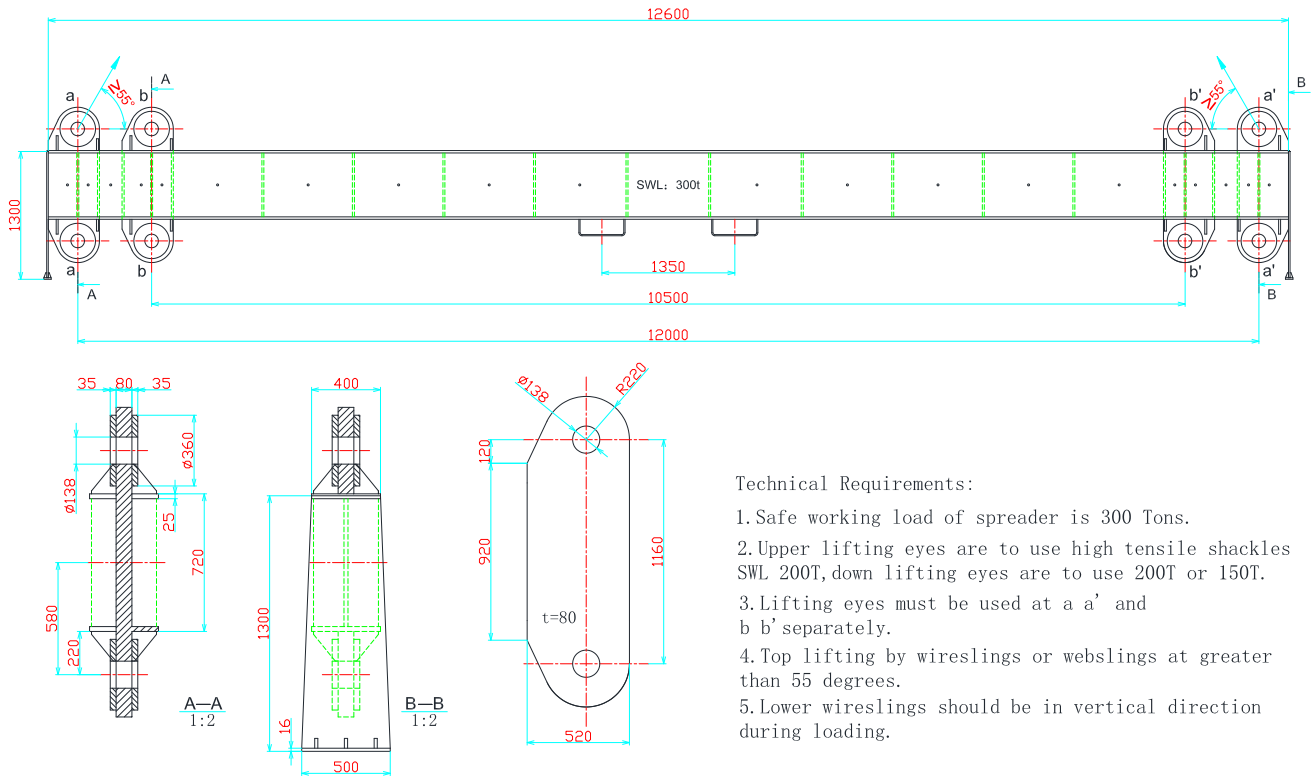 12600
a
≥55°
b
A
b'
≥55°
a'
B
SWL: 300t
1300
a
b
b'
a'
A
1350
B
10500
12000
35
80
35
Ø138
Ø360
25
720
580
220
A—A
1:2
400
1300
16
500
B—B
1:2
Ø138
R220
120
920
1160
t=80
520
Technical Requirements:
1.Safe working load of spreader is 300 Tons.
2.Upper lifting eyes are to use high tensile shackles
SWL 200T,down lifting eyes are to use 200T or 150T.
3.Lifting eyes must be used at a a' and
b b'separately.
4.Top lifting by wireslings or webslings at greater
than 55 degrees.
5.Lower wireslings should be in vertical direction
during loading.